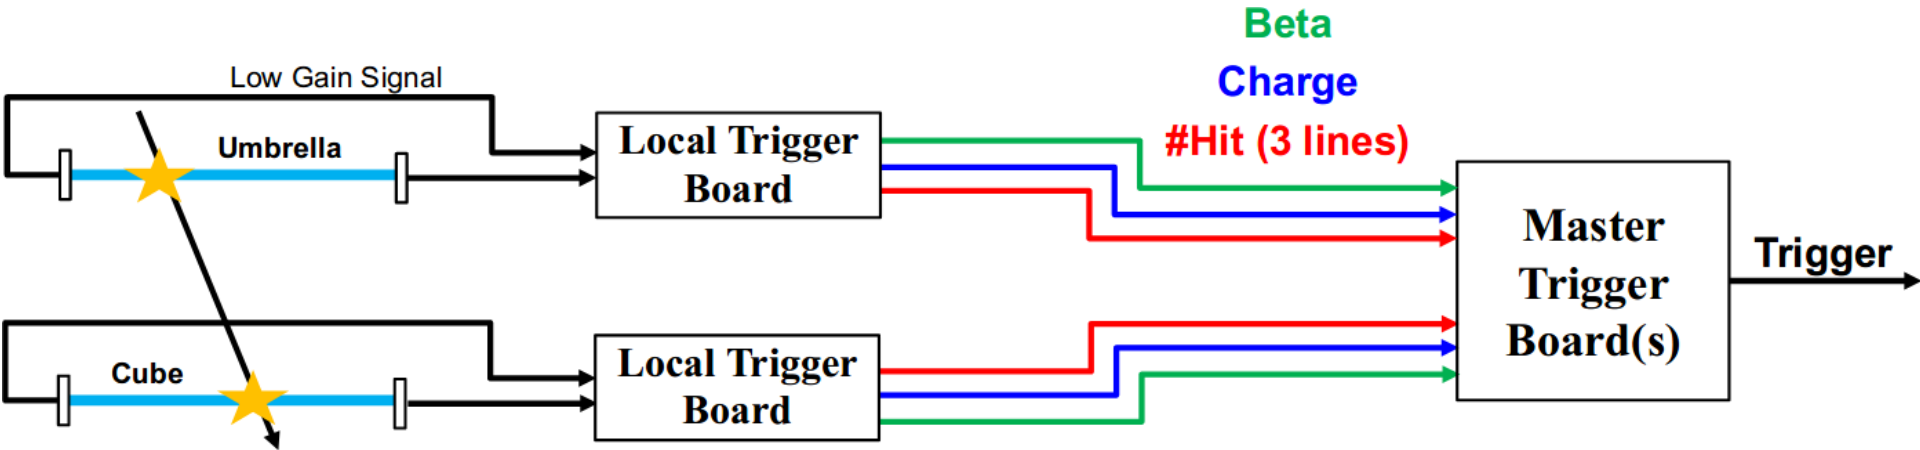 Beta
Low Gain Signal
Charge
Umbrella
Local Trigger
Board
#Hit (3 lines)
Master
Trigger
Board(s)
Trigger
Cube
Local Trigger
Board